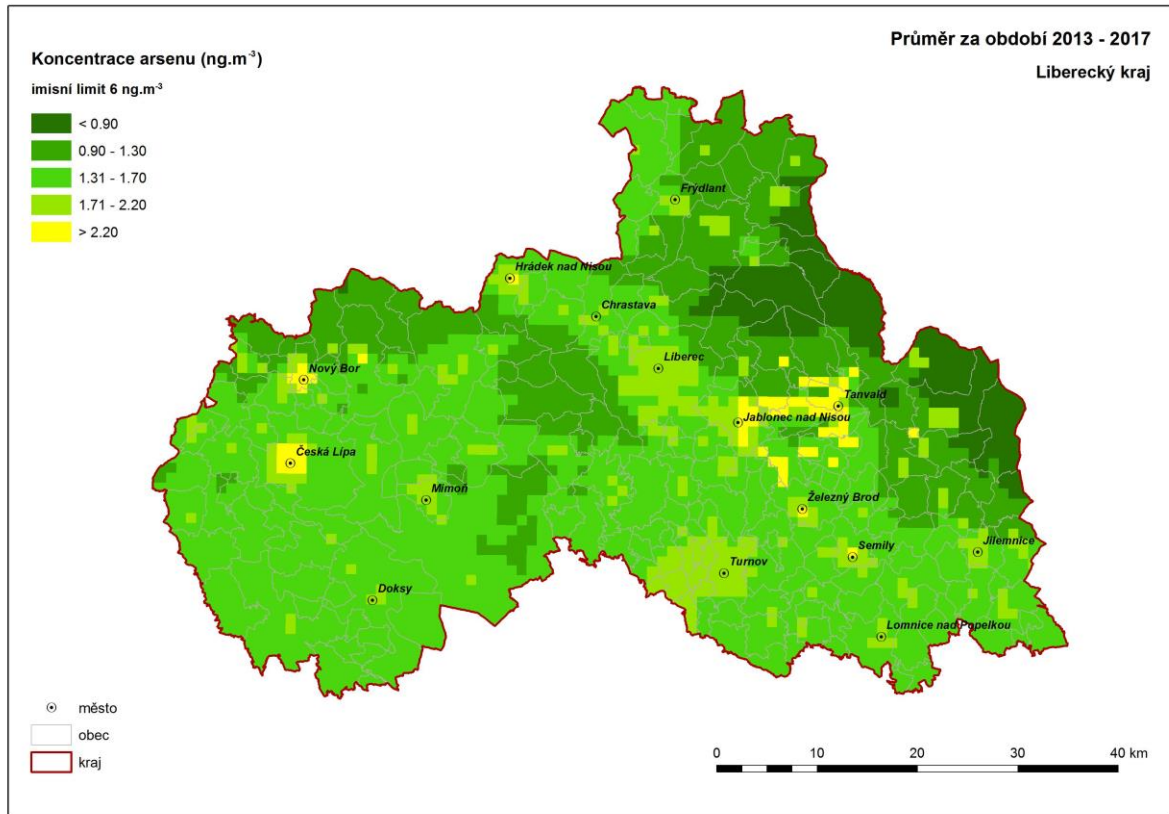 Průměr za období 2013 - 2017
Liberecký kraj
Koncentrace arsenu (ng.m⁻³)
imisní limit 6 ng.m⁻³
< 0.90
0.90 - 1.30
1.31 - 1.70
1.71 - 2.20
> 2.20
Frýdlant
Hrádek nad Nisou
Chrastava
Liberec
Nový Bor
Tanvald
Jablonec nad Nisou
Česká Lípa
Mimoň
Železný Brod
Semily
Jilemnice
Turnov
Doksy
Lomnice nad Popelkou
město
obec
kraj
0 10 20 30 40 km